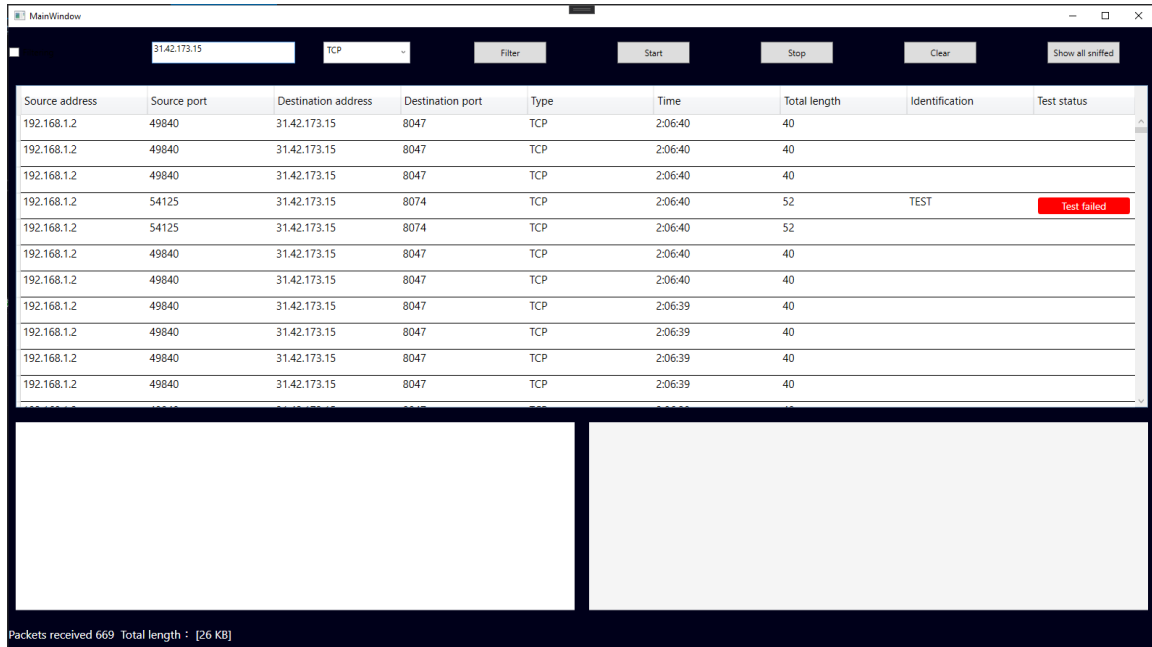 MainWindow
31.42.173.15 TCP Filter Start Stop Clear Show all sniffed
Source address Source port Destination address Destination port Type Time Total length Identification Test status
192.168.1.2 49840 31.42.173.15 8047 TCP 2:06:40 40
192.168.1.2 49840 31.42.173.15 8047 TCP 2:06:40 40
192.168.1.2 49840 31.42.173.15 8047 TCP 2:06:40 40
192.168.1.2 54125 31.42.173.15 8074 TCP 2:06:40 52 TEST Test failed
192.168.1.2 54125 31.42.173.15 8074 TCP 2:06:40 52
192.168.1.2 49840 31.42.173.15 8047 TCP 2:06:40 40
192.168.1.2 49840 31.42.173.15 8047 TCP 2:06:40 40
192.168.1.2 49840 31.42.173.15 8047 TCP 2:06:39 40
192.168.1.2 49840 31.42.173.15 8047 TCP 2:06:39 40
192.168.1.2 49840 31.42.173.15 8047 TCP 2:06:39 40
192.168.1.2 49840 31.42.173.15 8047 TCP 2:06:39 40
Packets received 669 Total length : [26 KB]